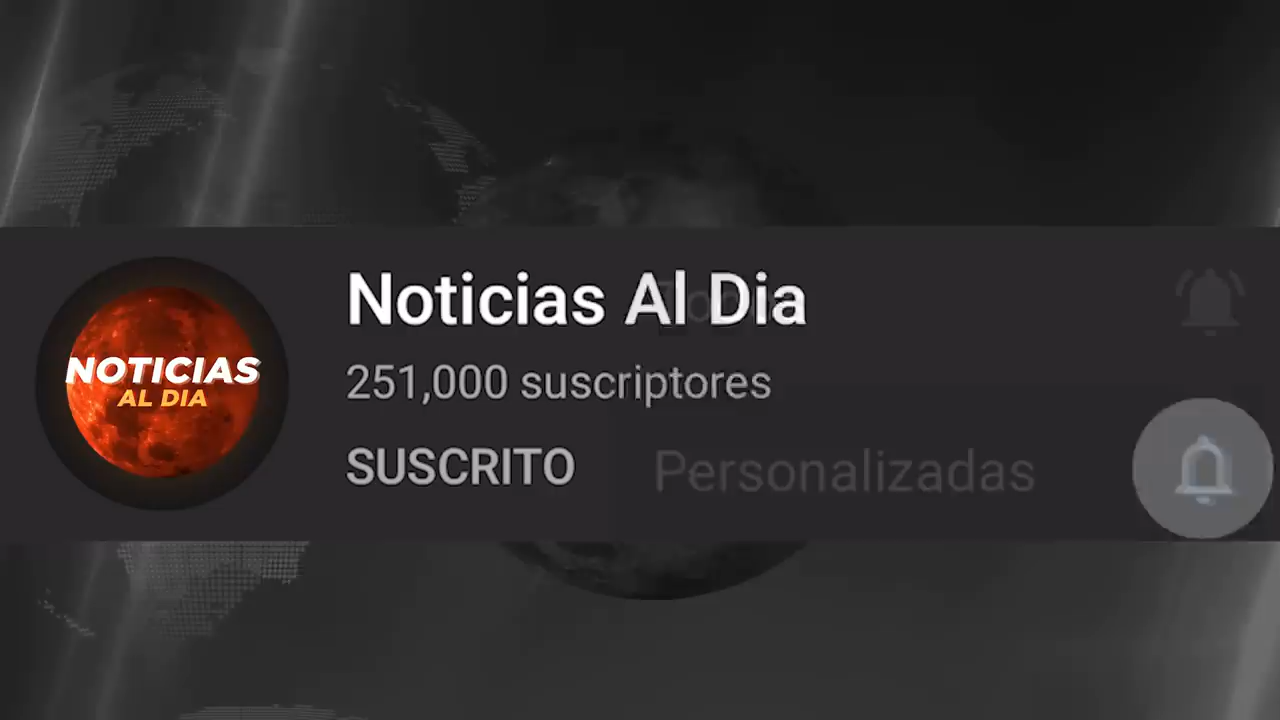 NOTICIAS
AL DIA
Noticias Al Dia
251,000 suscriptores
SUSCRITO
Personalizadas